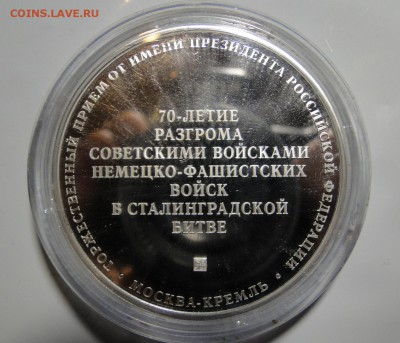 COINS.LAVE.RU
ТОРЖЕСТВЕННЫЙ ПРИЕМ ОТ ИМЕНИ ПРЕЗИДЕНТА РОССИЙСКОЙ ФЕДЕРАЦИИ
70-ЛЕТИЕ
РАЗГРОМА
СОВЕТСКИМИ ВОЙСКАМИ
НЕМЕЦКО-ФАШИСТСКИХ
ВОЙСК
В СТАЛИНГРАДСКОЙ
БИТВЕ
• МОСКВА-КРЕМЛЬ •